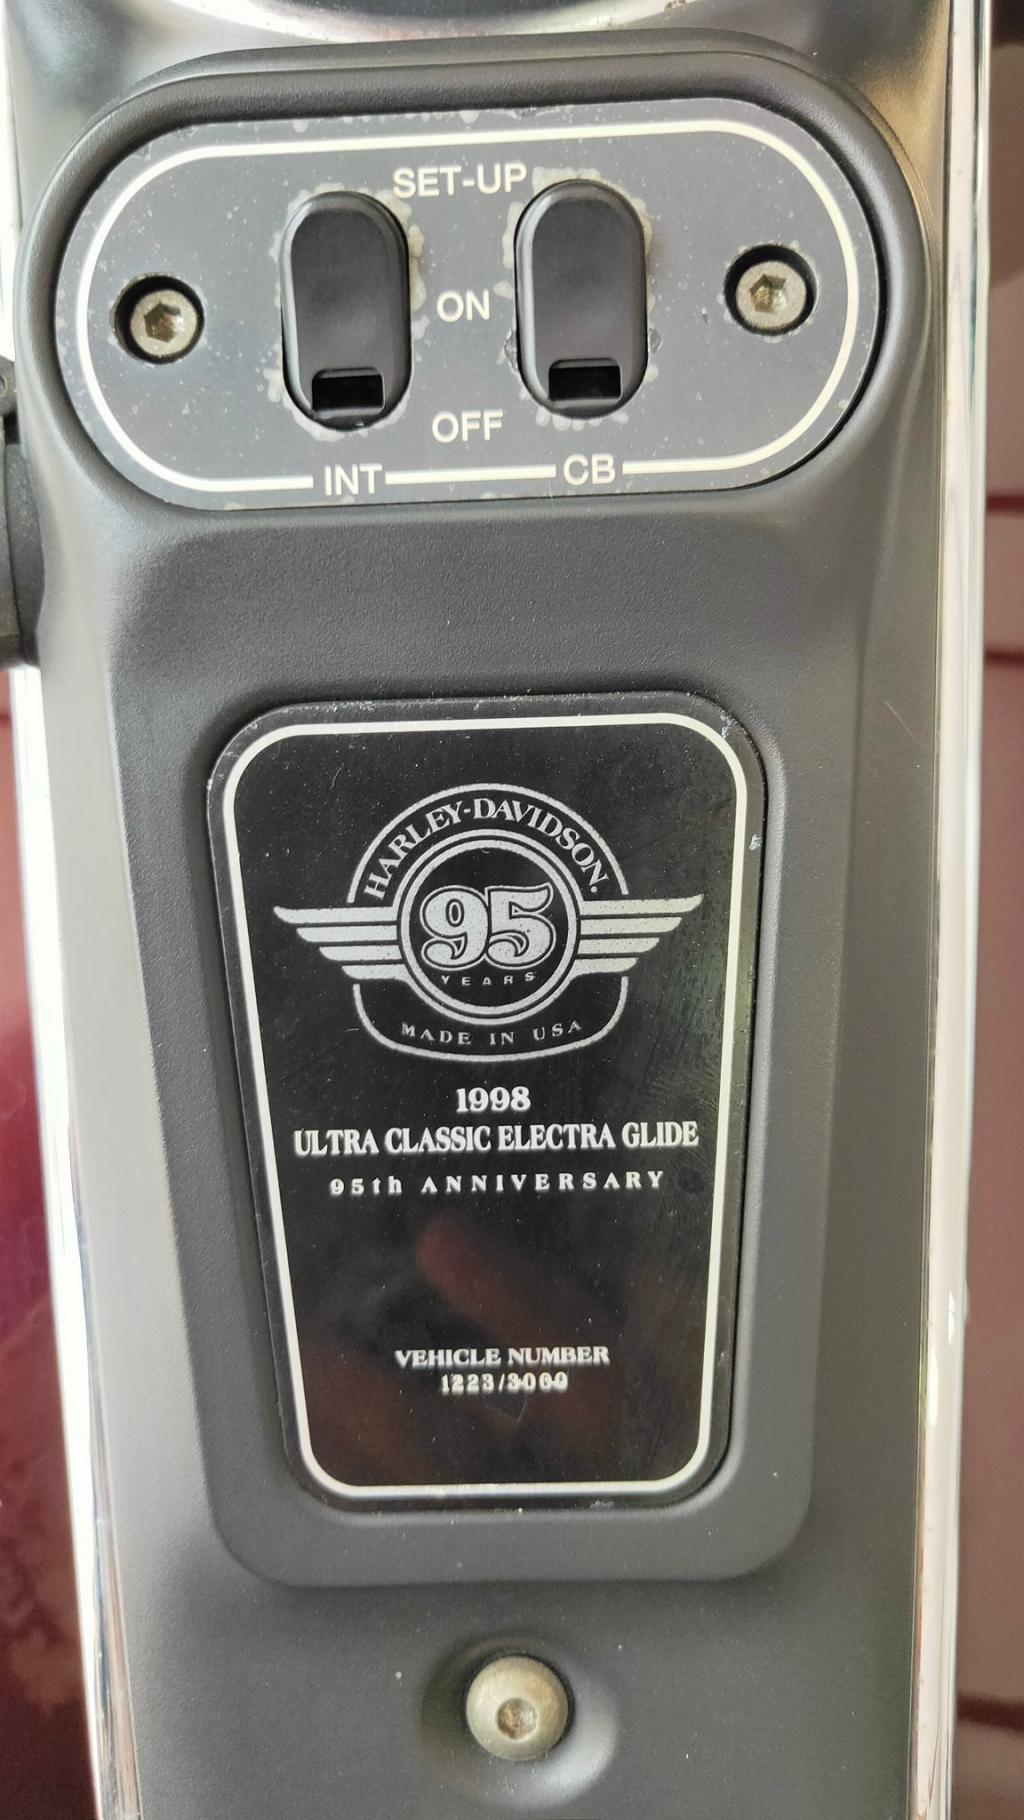 SET-UP
ON
OFF
INT CB
HARLEY-DAVIDSON.
95
YEARS
MADE IN USA
1998
ULTRA CLASSIC ELECTRA GLIDE
95th ANNIVERSARY
VEHICLE NUMBER
1223/3000